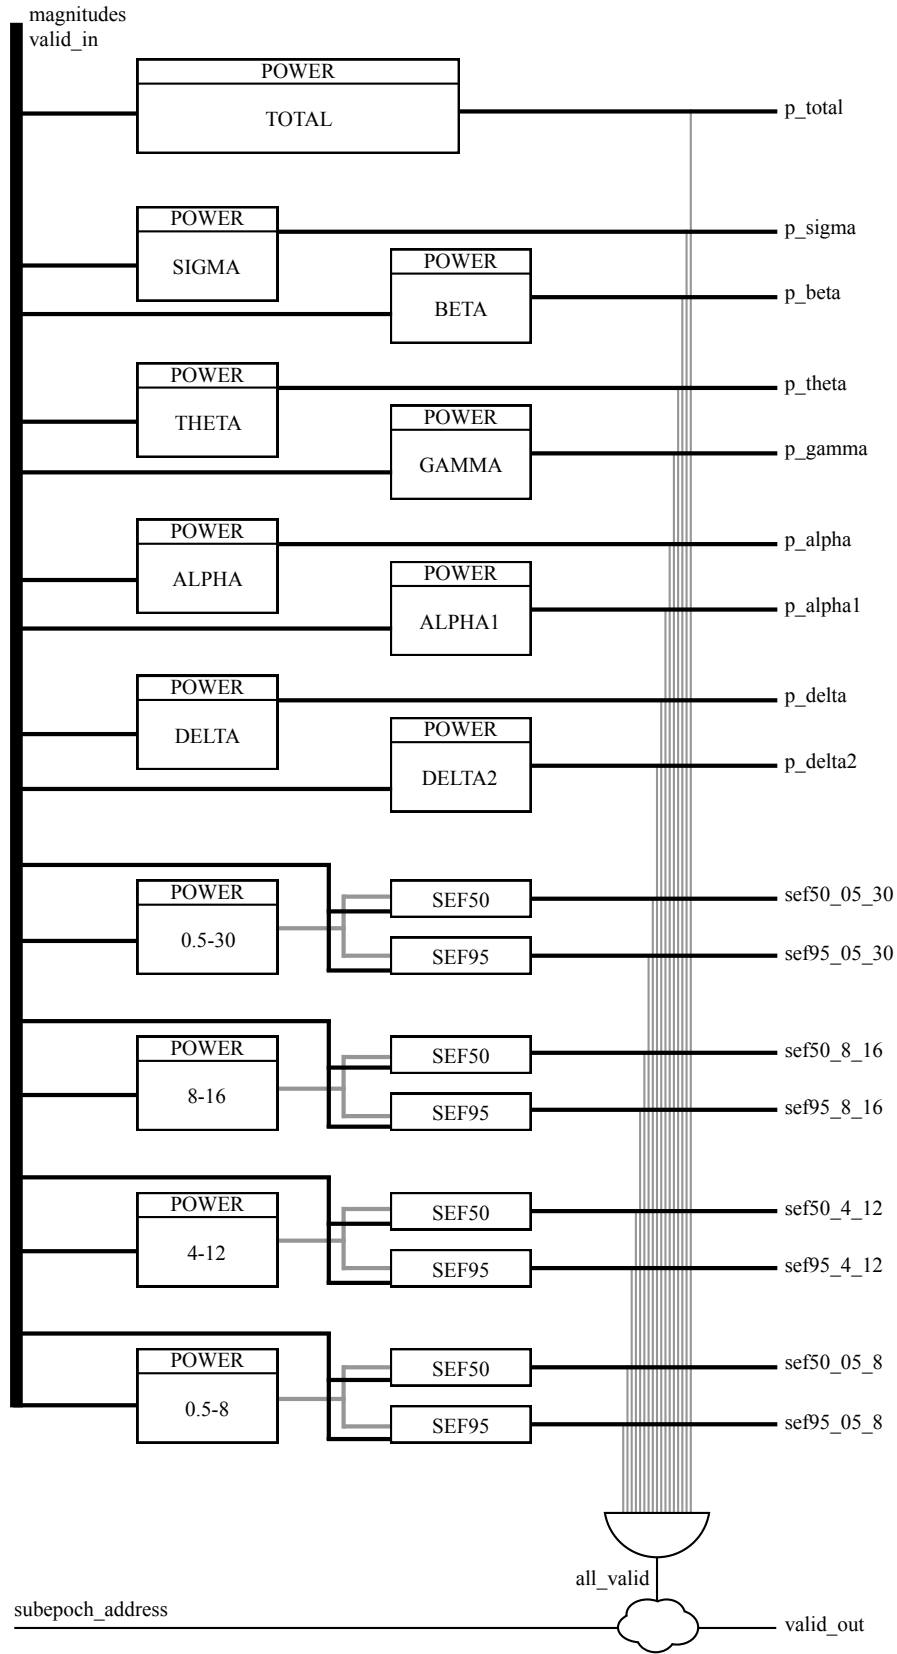 magnitudes
valid_in
POWER
TOTAL
p_total
POWER
SIGMA
p_sigma
POWER
BETA
p_beta
POWER
THETA
p_theta
POWER
GAMMA
p_gamma
POWER
ALPHA
p_alpha
POWER
ALPHA1
p_alpha1
POWER
DELTA
p_delta
POWER
DELTA2
p_delta2
POWER
0.5-30
SEF50
sef50_05_30
SEF95
sef95_05_30
POWER
8-16
SEF50
sef50_8_16
SEF95
sef95_8_16
POWER
4-12
SEF50
sef50_4_12
SEF95
sef95_4_12
POWER
0.5-8
SEF50
sef50_05_8
SEF95
sef95_05_8
all_valid
subepoch_address
valid_out